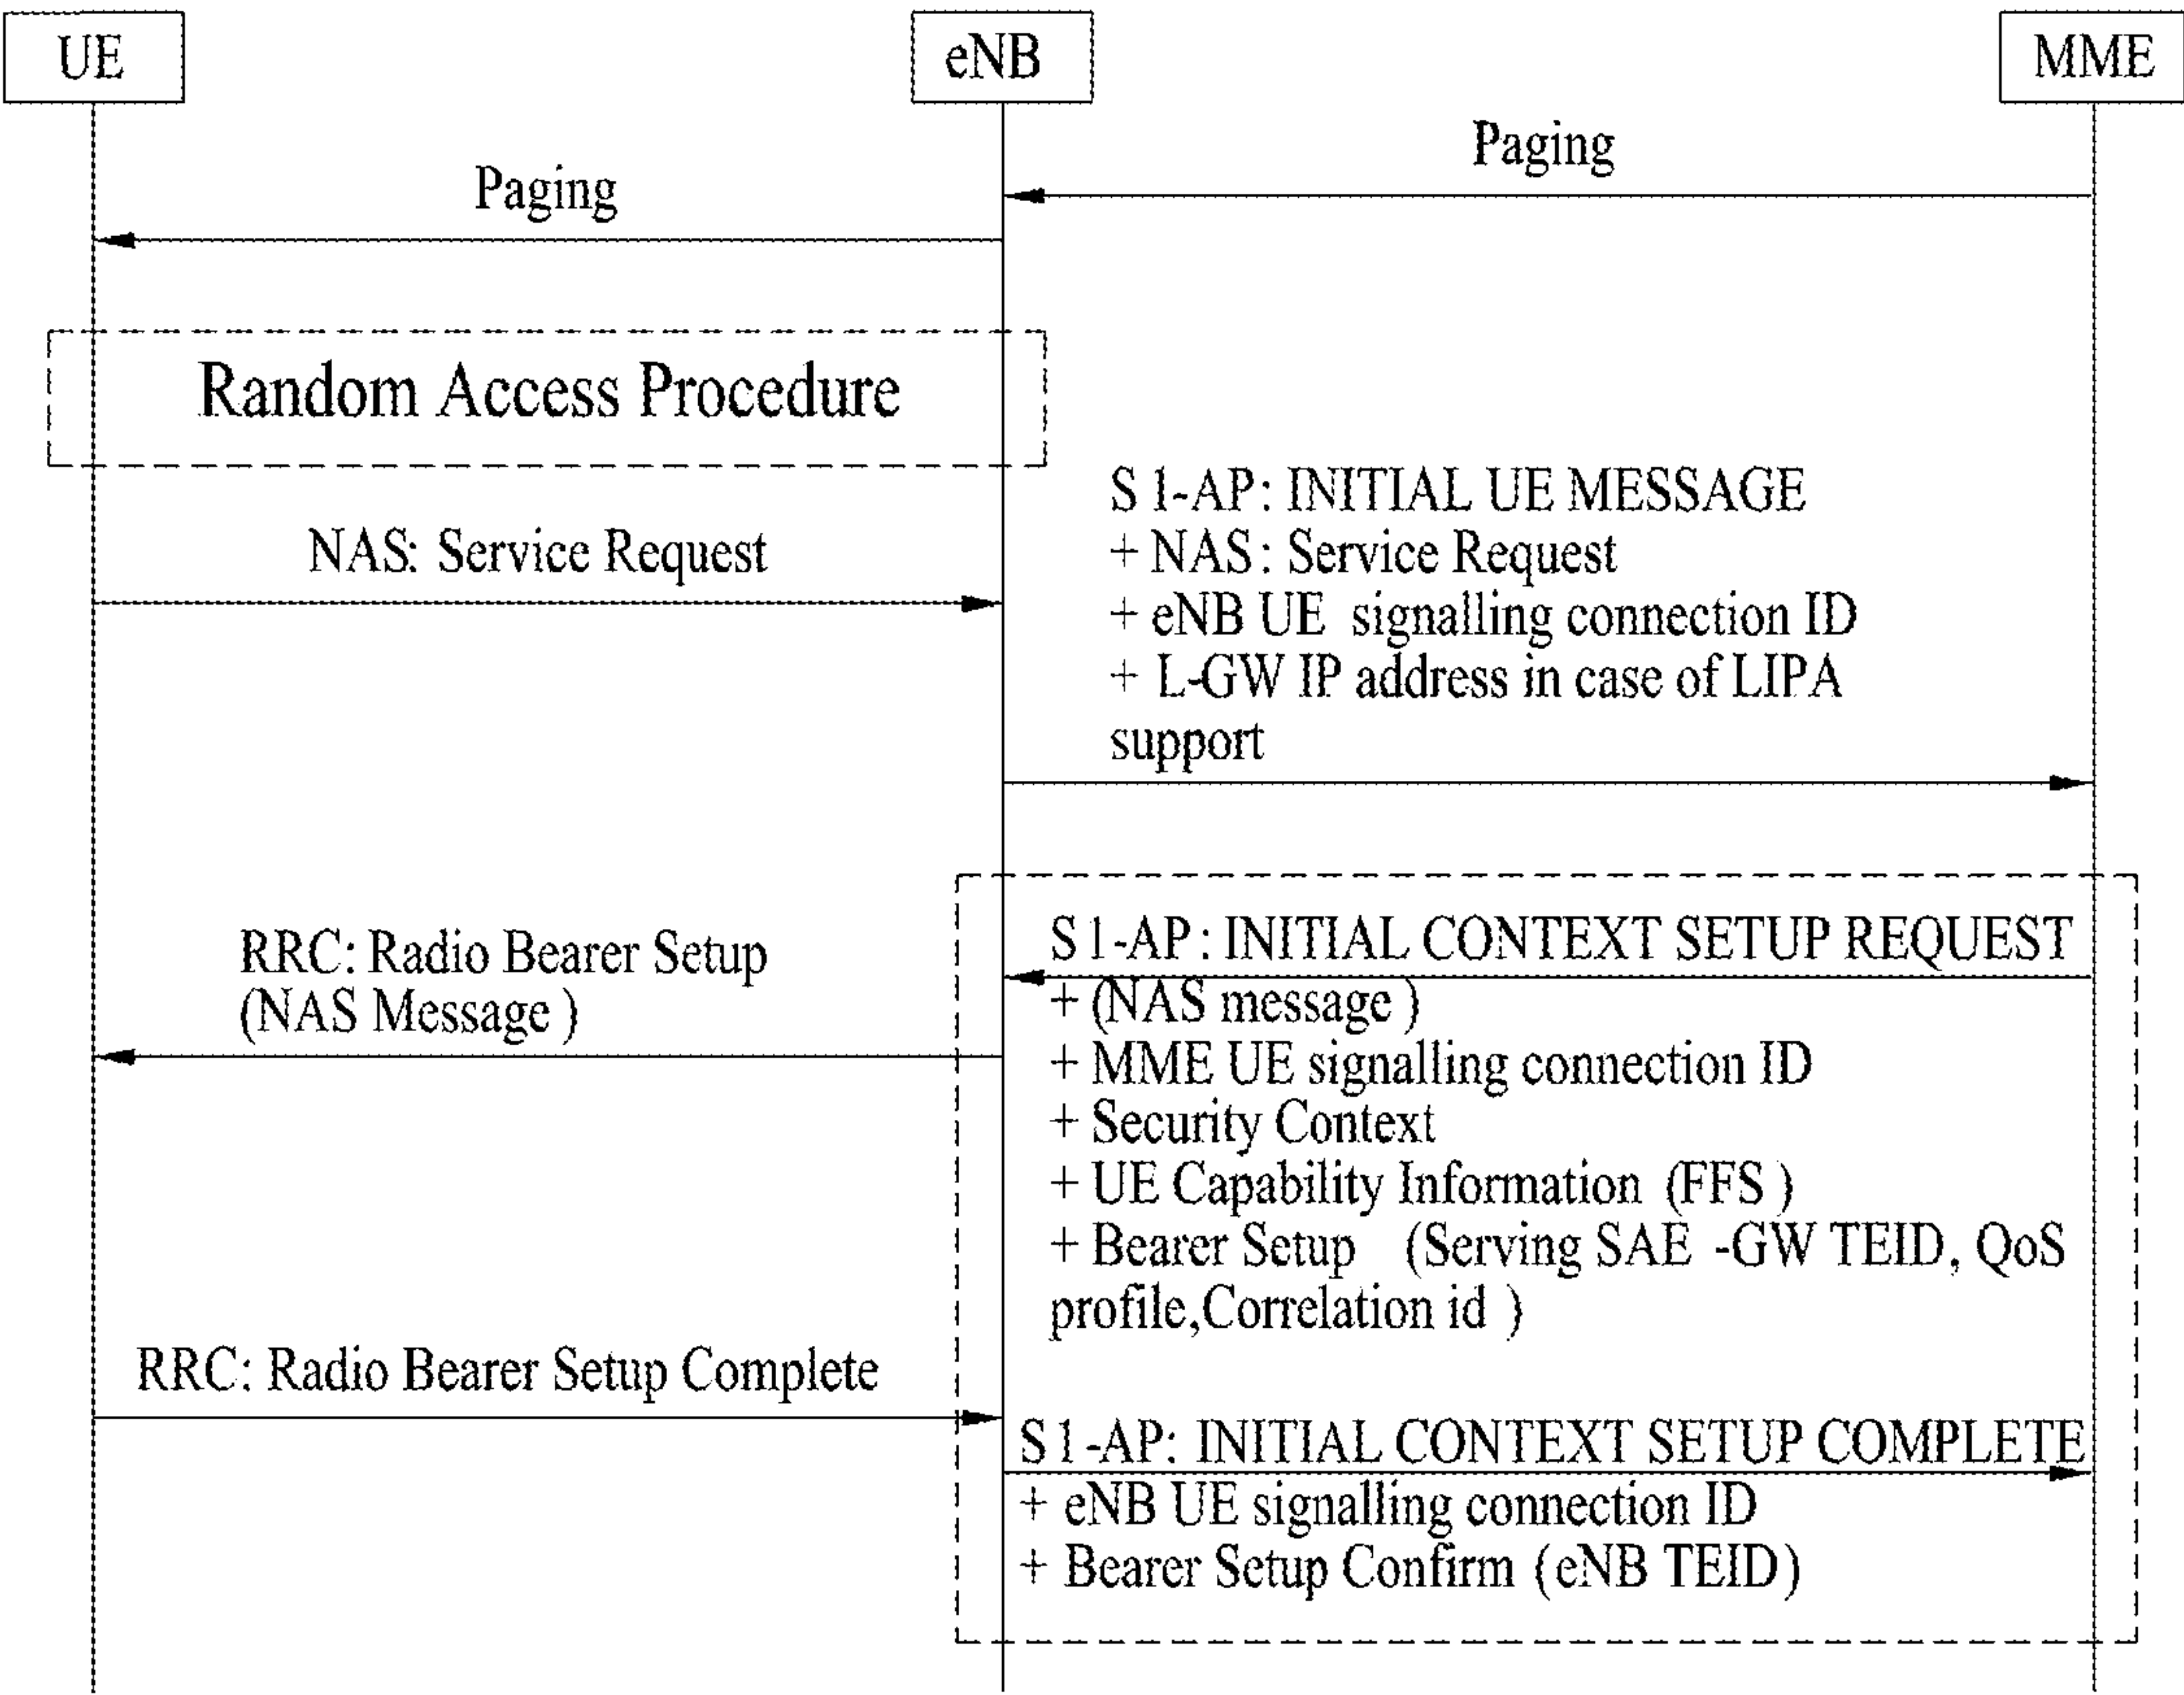 UE
eNB
MME
Paging
Paging
Random Access Procedure
NAS: Service Request
S1-AP: INITIAL UE MESSAGE
+ NAS: Service Request
+ eNB UE signalling connection ID
+ L-GW IP address in case of LIPA
support
RRC: Radio Bearer Setup
(NAS Message)
S1-AP: INITIAL CONTEXT SETUP REQUEST
+ (NAS message)
+ MME UE signalling connection ID
+ Security Context
+ UE Capability Information (FFS)
+ Bearer Setup (Serving SAE -GW TEID, QoS
profile,Correlation id )
RRC: Radio Bearer Setup Complete
S1-AP: INITIAL CONTEXT SETUP COMPLETE
+ eNB UE signalling connection ID
+ Bearer Setup Confirm (eNB TEID)